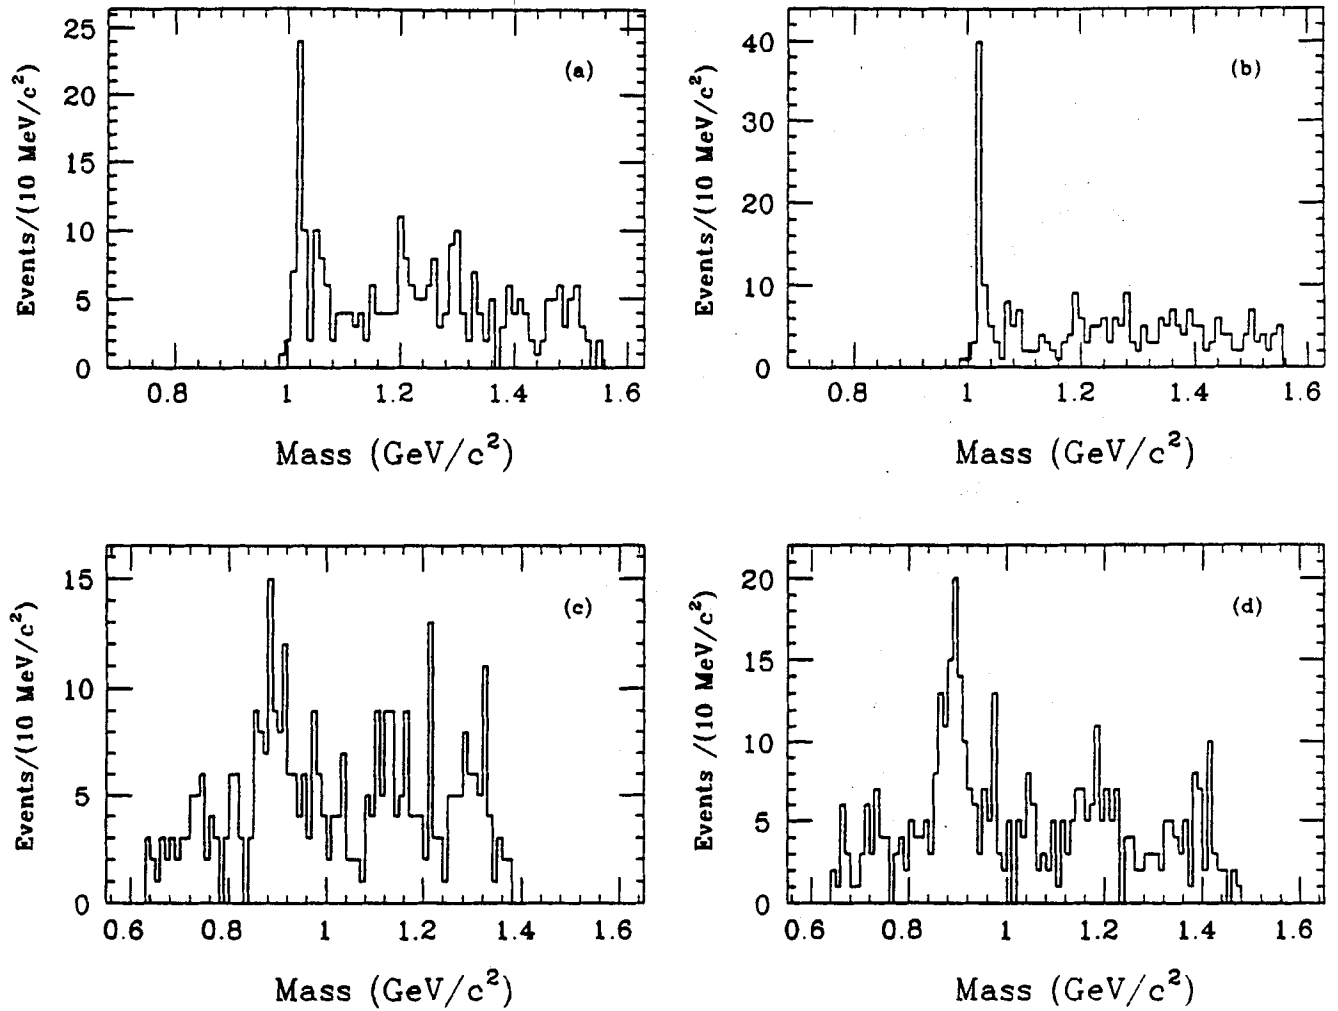 25
20
15
10
5
0
Events/(10 MeV/c²)
(a)
0.8 1 1.2 1.4 1.6
Mass (GeV/c²)
40
30
20
10
0
Events/(10 MeV/c²)
(b)
0.8 1 1.2 1.4 1.6
Mass (GeV/c²)
15
10
5
0
Events/(10 MeV/c²)
(c)
0.6 0.8 1 1.2 1.4 1.6
Mass (GeV/c²)
20
15
10
5
0
Events /(10 MeV/c²)
(d)
0.6 0.8 1 1.2 1.4 1.6
Mass (GeV/c²)